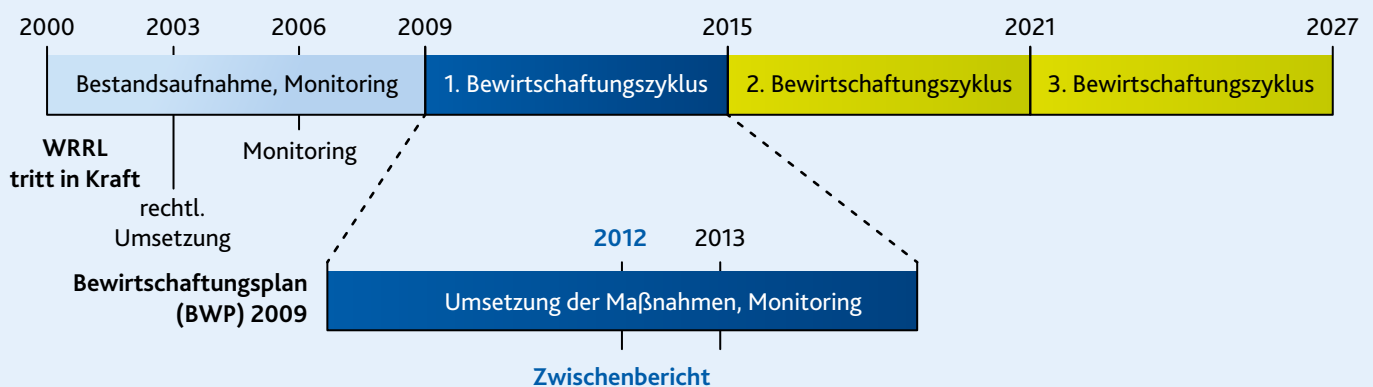 2000 2003 2006 2009 2015 2021 2027
Bestandsaufnahme, Monitoring 1. Bewirtschaftungszyklus 2. Bewirtschaftungszyklus 3. Bewirtschaftungszyklus
WRRL
tritt in Kraft
Monitoring
rechtl.
Umsetzung
2012 2013
Bewirtschaftungsplan
(BWP) 2009
Umsetzung der Maßnahmen, Monitoring
Zwischenbericht